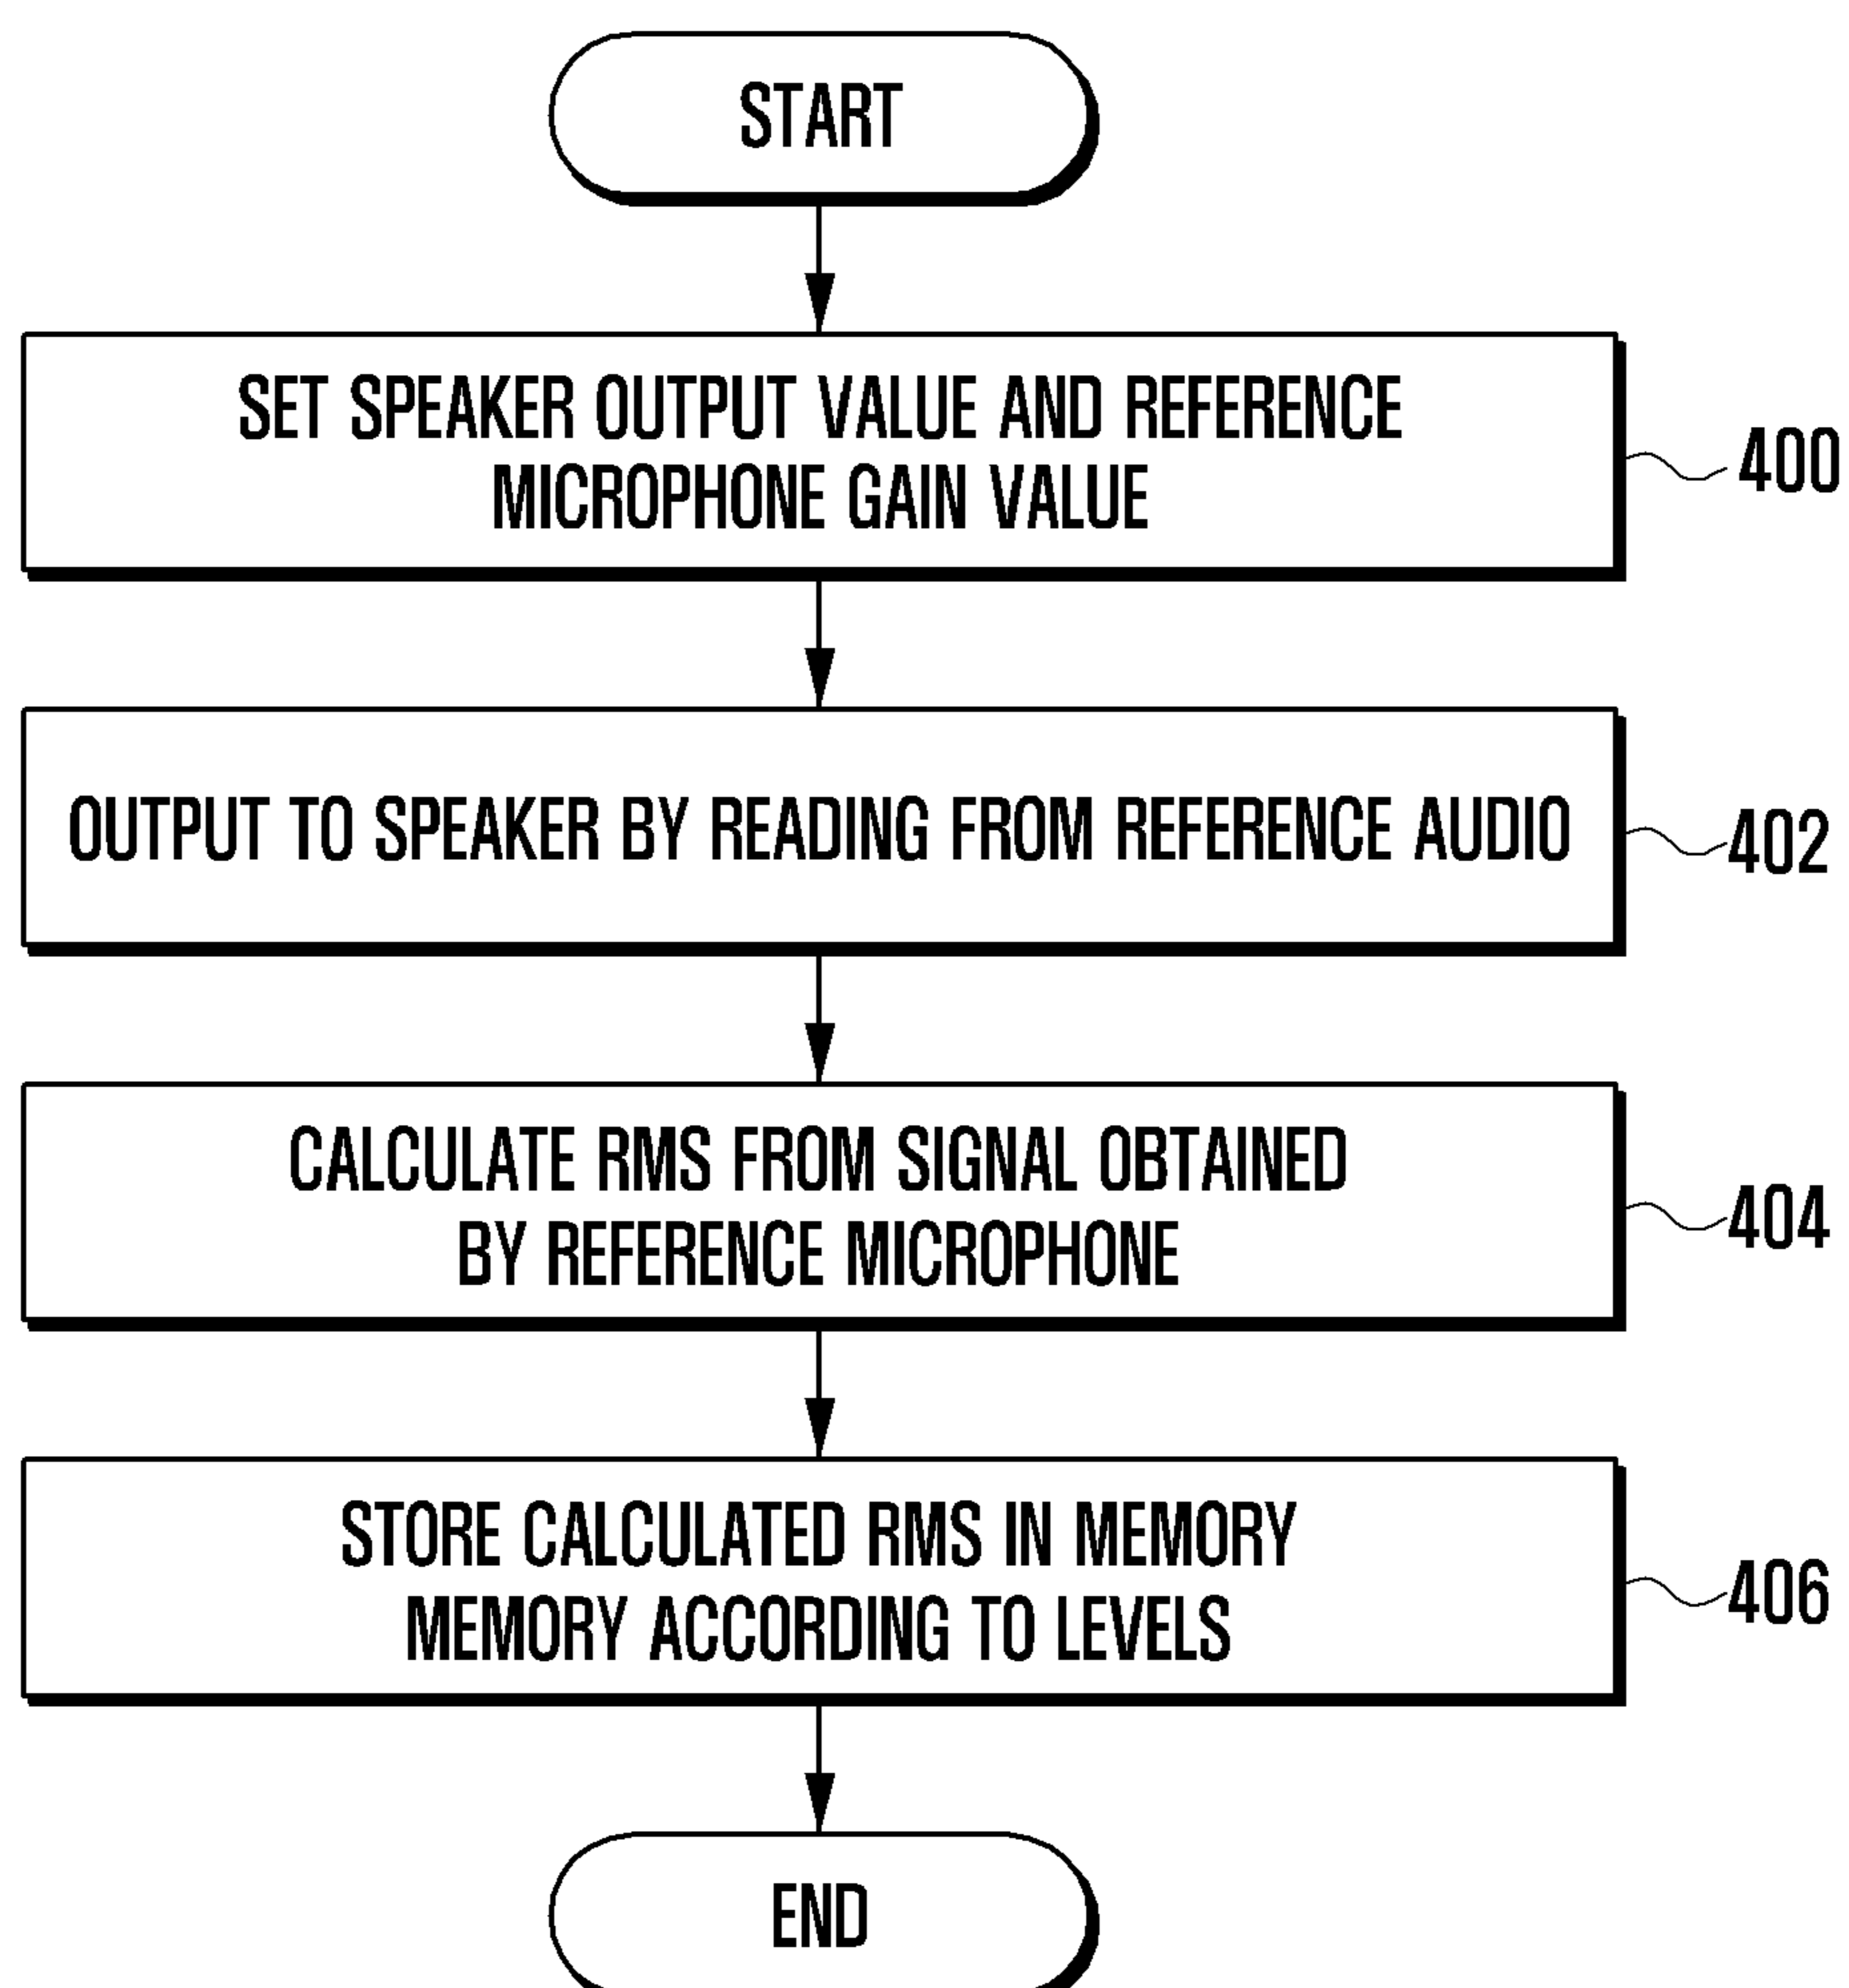 START
SET SPEAKER OUTPUT VALUE AND REFERENCE
MICROPHONE GAIN VALUE
400
OUTPUT TO SPEAKER BY READING FROM REFERENCE AUDIO
402
CALCULATE RMS FROM SIGNAL OBTAINED
BY REFERENCE MICROPHONE
404
STORE CALCULATED RMS IN MEMORY
MEMORY ACCORDING TO LEVELS
406
END